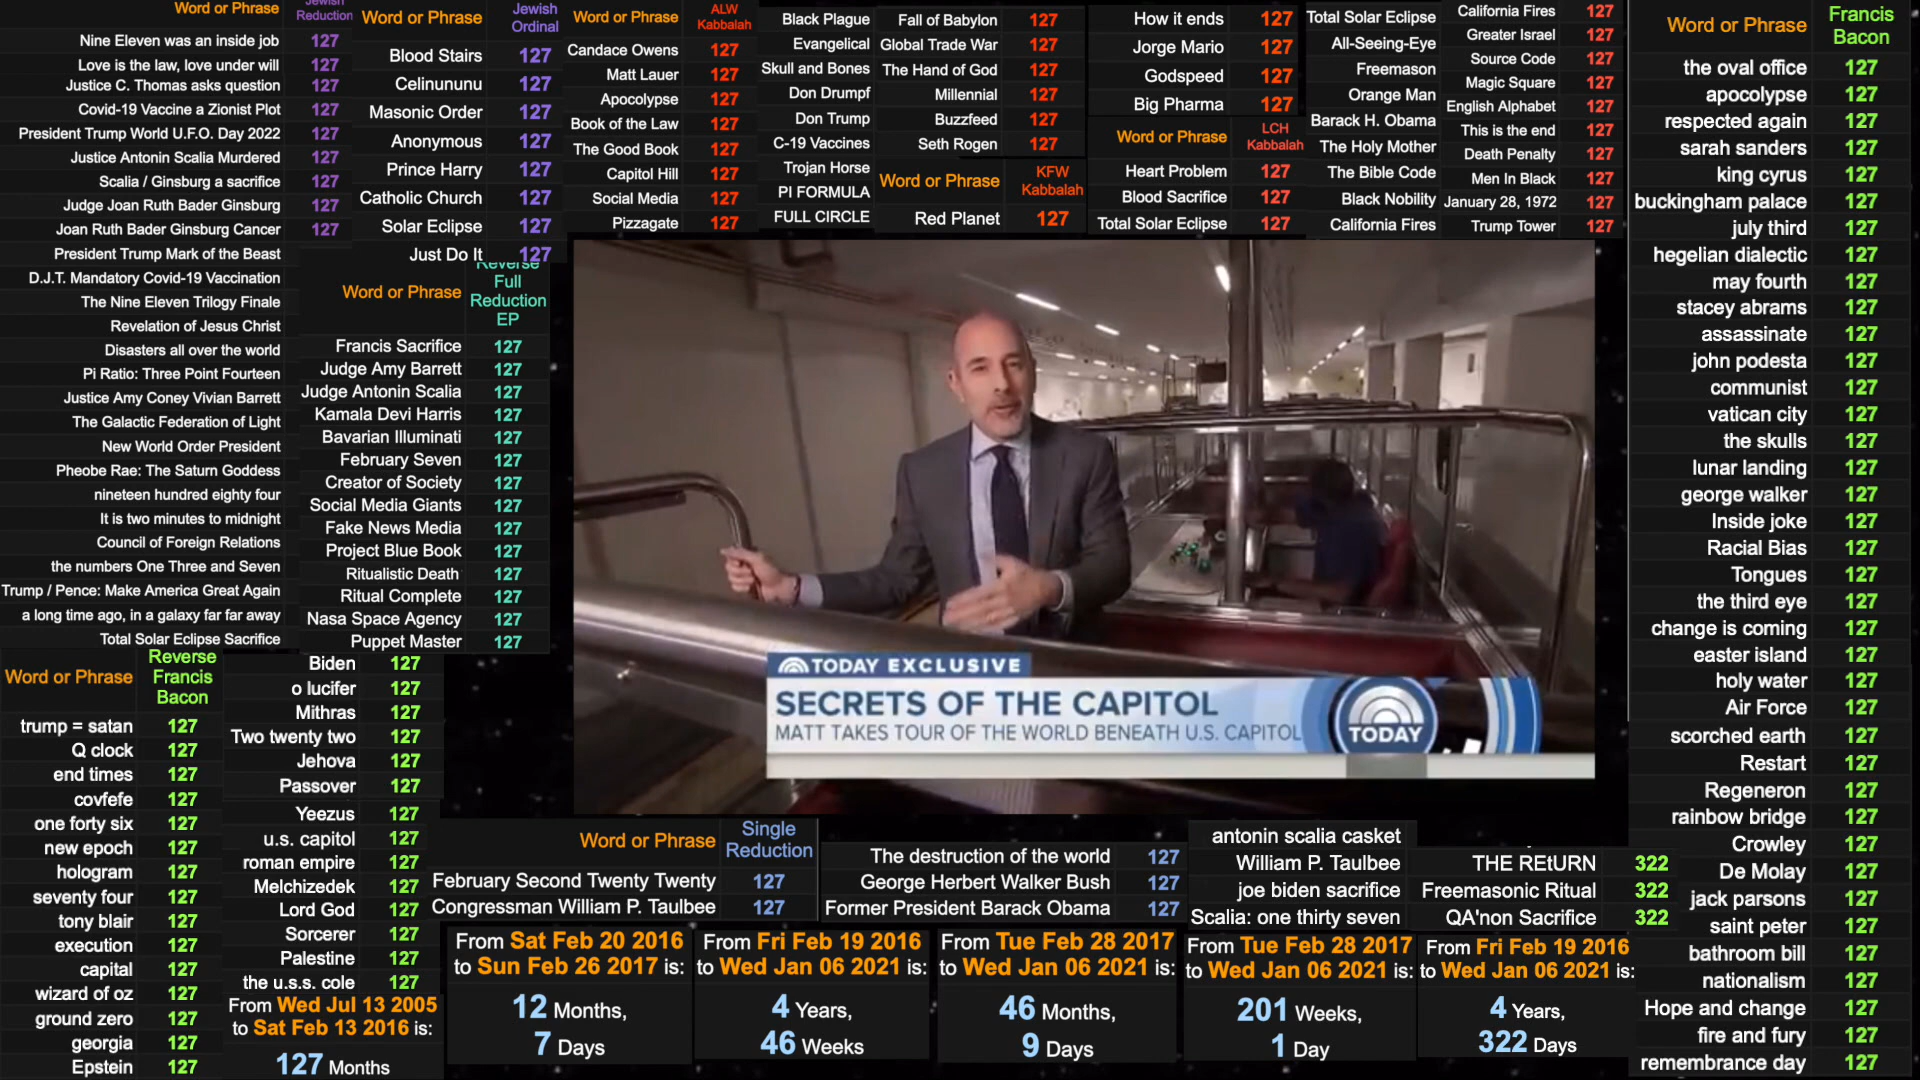 Word or Phrase
Jewish
Reduction
Nine Eleven was an inside job 127
Love is the law, love under will 127
Justice C. Thomas asks question 127
Covid-19 Vaccine a Zionist Plot 127
President Trump World U.F.O. Day 2022 127
Justice Antonin Scalia Murdered 127
Scalia / Ginsburg a sacrifice 127
Judge Joan Ruth Bader Ginsburg 127
Joan Ruth Bader Ginsburg Cancer 127
President Trump Mark of the Beast
D.J.T. Mandatory Covid-19 Vaccination
The Nine Eleven Trilogy Finale
Revelation of Jesus Christ
Disasters all over the world
Pi Ratio: Three Point Fourteen
Justice Amy Coney Vivian Barrett
The Galactic Federation of Light
New World Order President
Pheobe Rae: The Saturn Goddess
nineteen hundred eighty four
It is two minutes to midnight
Council of Foreign Relations
the numbers One Three and Seven
Trump / Pence: Make America Great Again
a long time ago, in a galaxy far far away
Total Solar Eclipse Sacrifice
Word or Phrase
Jewish
Ordinal
Blood Stairs 127
Celinununu 127
Masonic Order 127
Anonymous 127
Prince Harry 127
Catholic Church 127
Solar Eclipse 127
Just Do It 127
Word or Phrase
Reverse
Full
Reduction
EP
Francis Sacrifice 127
Judge Amy Barrett 127
Judge Antonin Scalia 127
Kamala Devi Harris 127
Bavarian Illuminati 127
February Seven 127
Creator of Society 127
Social Media Giants 127
Fake News Media 127
Project Blue Book 127
Ritualistic Death 127
Ritual Complete 127
Nasa Space Agency 127
Puppet Master 127
Word or Phrase
ALW
Kabbalah
Candace Owens 127
Matt Lauer 127
Apocolypse 127
Book of the Law 127
The Good Book 127
Capitol Hill 127
Social Media 127
Pizzagate 127
Black Plague
Evangelical
Skull and Bones
Don Drumpf
Don Trump
C-19 Vaccines
Trojan Horse
PI FORMULA
FULL CIRCLE
Fall of Babylon 127
Global Trade War 127
The Hand of God 127
Millennial 127
Buzzfeed 127
Seth Rogen 127
Word or Phrase
KFW
Kabbalah
Red Planet 127
How it ends 127
Jorge Mario 127
Godspeed 127
Big Pharma 127
Word or Phrase
LCH
Kabbalah
Heart Problem 127
Blood Sacrifice 127
Total Solar Eclipse 127
Total Solar Eclipse
All-Seeing-Eye
Freemason
Orange Man
Barack H. Obama
The Holy Mother
The Bible Code
Black Nobility
California Fires
California Fires 127
Greater Israel 127
Source Code 127
Magic Square 127
English Alphabet 127
This is the end 127
Death Penalty 127
Men In Black 127
January 28, 1972 127
Trump Tower 127
Word or Phrase
Francis
Bacon
the oval office 127
apocolypse 127
respected again 127
sarah sanders 127
king cyrus 127
buckingham palace 127
july third 127
hegelian dialectic 127
may fourth 127
stacey abrams 127
assassinate 127
john podesta 127
communist 127
vatican city 127
the skulls 127
lunar landing 127
george walker 127
Inside joke 127
Racial Bias 127
Tongues 127
the third eye 127
change is coming 127
easter island 127
holy water 127
Air Force 127
scorched earth 127
Restart 127
Regeneron 127
rainbow bridge 127
Crowley 127
De Molay 127
jack parsons 127
saint peter 127
bathroom bill 127
nationalism 127
Hope and change 127
fire and fury 127
remembrance day 127
TODAY EXCLUSIVE
SECRETS OF THE CAPITOL
MATT TAKES TOUR OF THE WORLD BENEATH U.S. CAPITOL
TODAY
Word or Phrase
Reverse
Francis
Bacon
trump = satan 127
Q clock 127
end times 127
covfefe 127
one forty six 127
new epoch 127
hologram 127
seventy four 127
tony blair 127
execution 127
capital 127
wizard of oz 127
ground zero 127
georgia 127
Epstein 127
Biden 127
o lucifer 127
Mithras 127
Two twenty two 127
Jehova 127
Passover 127
Yeezus 127
u.s. capitol 127
roman empire 127
Melchizedek 127
Lord God 127
Sorcerer 127
Palestine 127
the u.s.s. cole 127
From Wed Jul 13 2005
to Sat Feb 13 2016 is:
127 Months
Word or Phrase
Single
Reduction
February Second Twenty Twenty 127
Congressman William P. Taulbee 127
The destruction of the world 127
George Herbert Walker Bush 127
Former President Barack Obama 127
antonin scalia casket
William P. Taulbee
joe biden sacrifice
Scalia: one thirty seven
THE REtURN 322
Freemasonic Ritual 322
QA'non Sacrifice 322
From Sat Feb 20 2016
to Sun Feb 26 2017 is:
12 Months,
7 Days
From Fri Feb 19 2016
to Wed Jan 06 2021 is:
4 Years,
46 Weeks
From Tue Feb 28 2017
to Wed Jan 06 2021 is:
46 Months,
9 Days
From Tue Feb 28 2017
to Wed Jan 06 2021 is:
201 Weeks,
1 Day
From Fri Feb 19 2016
to Wed Jan 06 2021 is:
4 Years,
322 Days